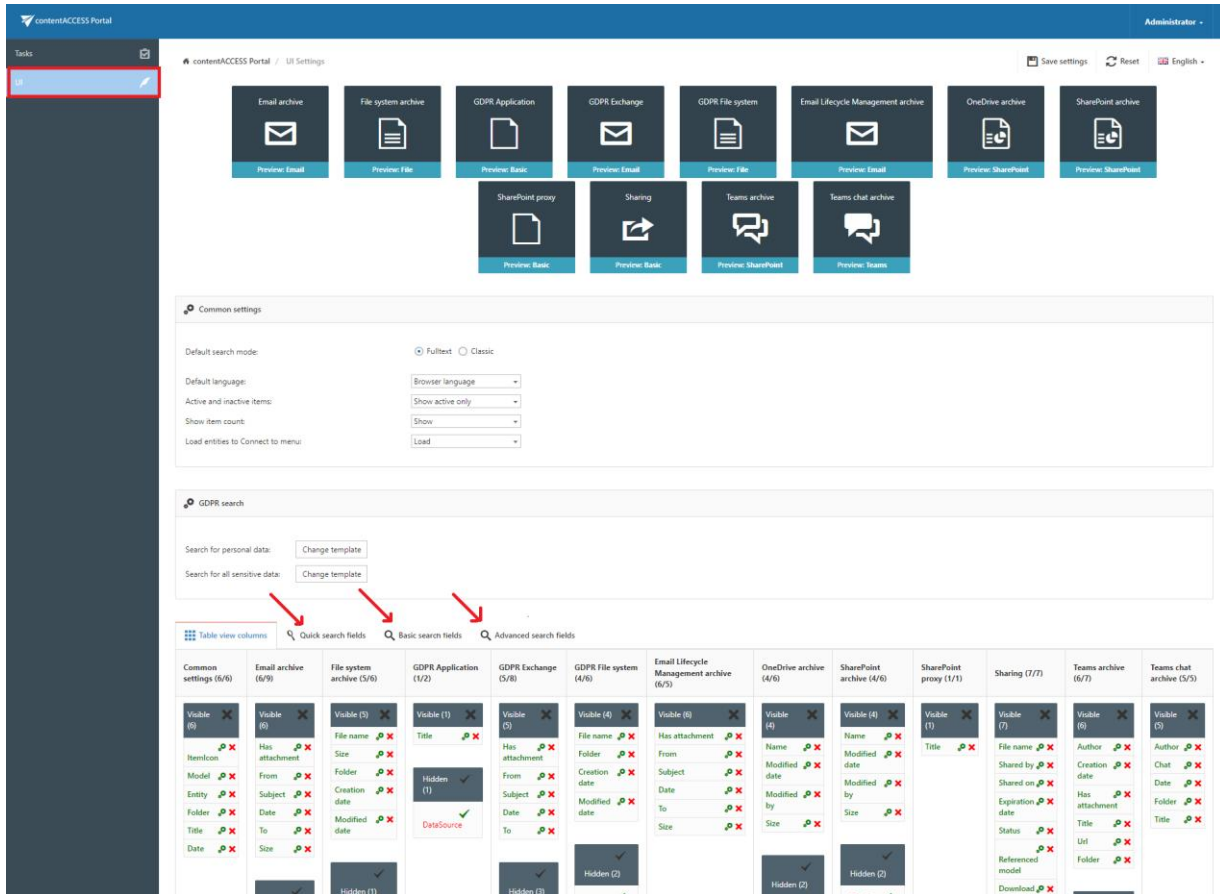 contentACCESS Portal
Administrator
Tasks
UI
contentACCESS Portal / UI Settings
Save settings
Reset
English
Email archive
Preview: Email
File system archive
Preview: File
GDPR Application
Preview: Basic
GDPR Exchange
Preview: Email
GDPR File system
Preview: File
Email Lifecycle Management archive
Preview: Email
OneDrive archive
Preview: SharePoint
SharePoint archive
Preview: SharePoint
SharePoint proxy
Preview: Basic
Sharing
Preview: Basic
Teams archive
Preview: SharePoint
Teams chat archive
Preview: Teams
Common settings
Default search mode:
Fulltext
Classic
Default language:
Browser language
Active and inactive items:
Show active only
Show item count:
Show
Load entities to Connect to menu:
Load
GDPR search
Search for personal data:
Change template
Search for all sensitive data:
Change template
Table view columns
Quick search fields
Basic search fields
Advanced search fields
Common
settings (6/6)
Visible
(6)
ItemIcon
Model
Entity
Folder
Title
Date
Email archive
(6/9)
Visible
(6)
Has
attachment
From
Subject
Date
To
Size
File system
archive (5/6)
Visible (5)
File name
Size
Folder
Creation
date
Modified
date
Hidden (1)
GDPR Application
(1/2)
Visible (1)
Title
Hidden
(1)
DataSource
GDPR Exchange
(5/8)
Visible
(5)
Has
attachment
From
Subject
Date
To
Hidden (3)
GDPR File system
(4/6)
Visible (4)
File name
Folder
Creation
date
Modified
date
Hidden (2)
Email Lifecycle
Management archive
(6/5)
Visible (6)
Has attachment
From
Subject
Date
To
Size
OneDrive archive
(4/6)
Visible
(4)
Name
Modified
date
Modified
by
Size
Hidden (2)
SharePoint
archive (4/6)
Visible (4)
Name
Modified
date
Modified
by
Size
Hidden (2)
SharePoint
proxy (1/1)
Visible
(1)
Title
Sharing (7/7)
Visible
(7)
File name
Shared by
Shared on
Expiration
date
Status
Referenced
model
Download
Teams archive
(6/7)
Visible
(6)
Author
Creation
date
Has
attachment
Title
Url
Folder
Teams chat
archive (5/5)
Visible
(5)
Author
Chat
Date
Folder
Title